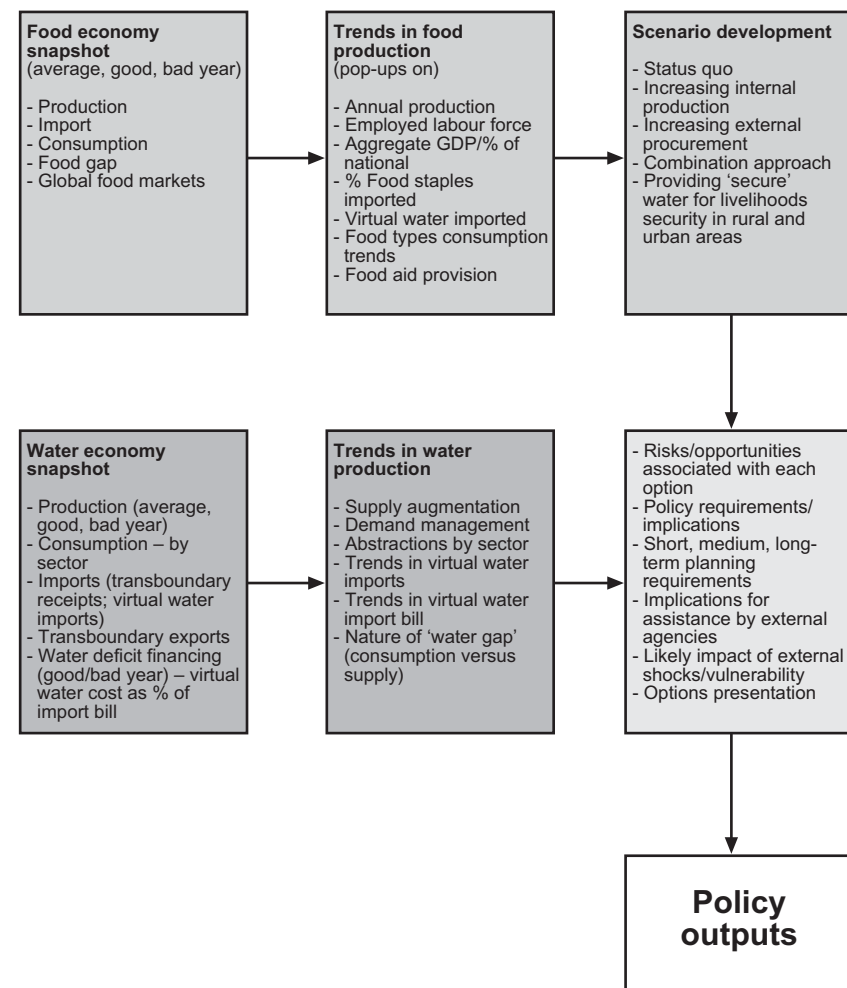 Food economy
snapshot
(average, good, bad year)
- Production
- Import
- Consumption
- Food gap
- Global food markets
Trends in food
production
(pop-ups on)
- Annual production
- Employed labour force
- Aggregate GDP/% of
national
- % Food staples
imported
- Virtual water imported
- Food types consumption
trends
- Food aid provision
Scenario development
- Status quo
- Increasing internal
production
- Increasing external
procurement
- Combination approach
- Providing ‘secure’
water for livelihoods
security in rural and
urban areas
Water economy
snapshot
- Production (average,
good, bad year)
- Consumption – by
sector
- Imports (transboundary
receipts; virtual water
imports)
- Transboundary exports
- Water deficit financing
(good/bad year) – virtual
water cost as % of
import bill
Trends in water
production
- Supply augmentation
- Demand management
- Abstractions by sector
- Trends in virtual water
imports
- Trends in virtual water
import bill
- Nature of ‘water gap’
(consumption versus
supply)
- Risks/opportunities
associated with each
option
- Policy requirements/
implications
- Short, medium, long-
term planning
requirements
- Implications for
assistance by external
agencies
- Likely impact of external
shocks/vulnerability
- Options presentation
Policy
outputs